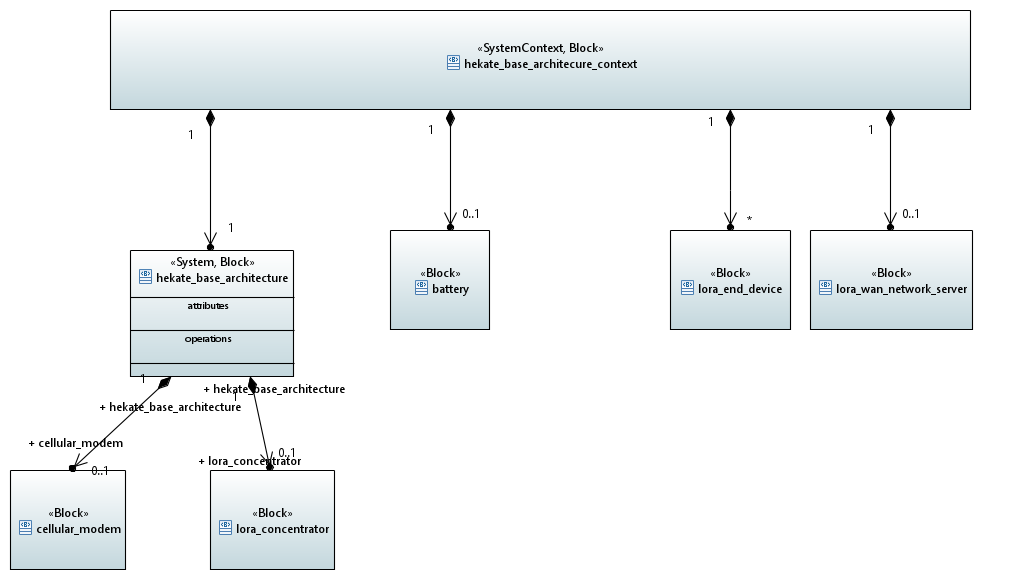 «SystemContext, Block»
hekate_base_architecure_context
1
1
1
1
1
0..1
*
0..1
«System, Block»
hekate_base_architecture
attributes
operations
«Block»
battery
«Block»
lora_end_device
«Block»
lora_wan_network_server
1
+ hekate_base_architecture
1
+ hekate_base_architecture
+ cellular_modem
0..1
0..1
+ lora_concentrator
«Block»
cellular_modem
«Block»
lora_concentrator